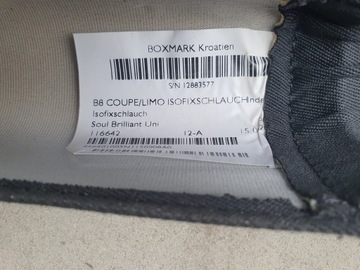 BOXMARK Kroatien
S/N 12883577
B8 COUPE/LIMO ISOFIXSCHLAUCH
Isofixschlauch
Soul Brilliant Uni
116642 12-A